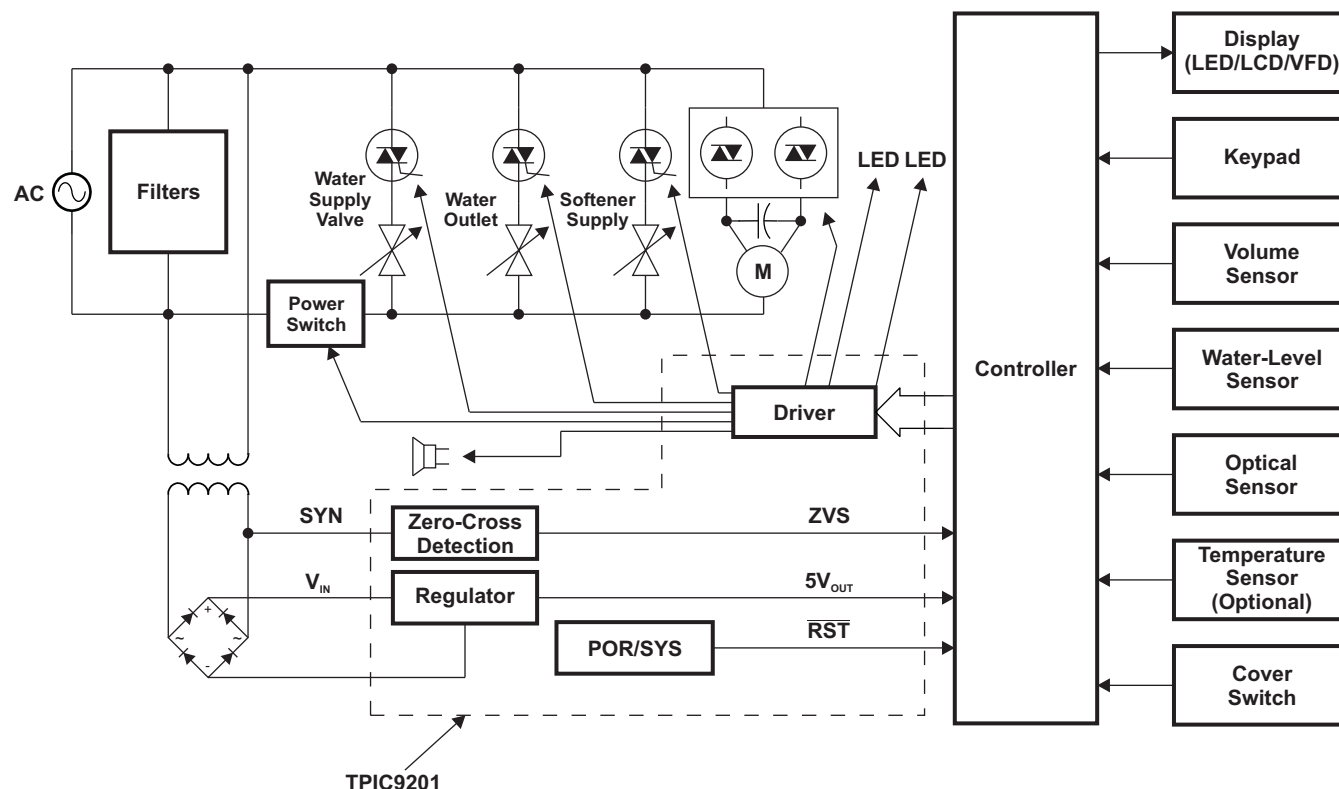 AC
Filters
Water
Supply
Valve
Water
Outlet
Softener
Supply
M
LED LED
Power
Switch
Driver
Controller
SYN
Zero-Cross
Detection
ZVS
VIN
Regulator
5VOUT
+
~
~
-
POR/SYS
RST
TPIC9201
Display
(LED/LCD/VFD)
Keypad
Volume
Sensor
Water-Level
Sensor
Optical
Sensor
Temperature
Sensor
(Optional)
Cover
Switch